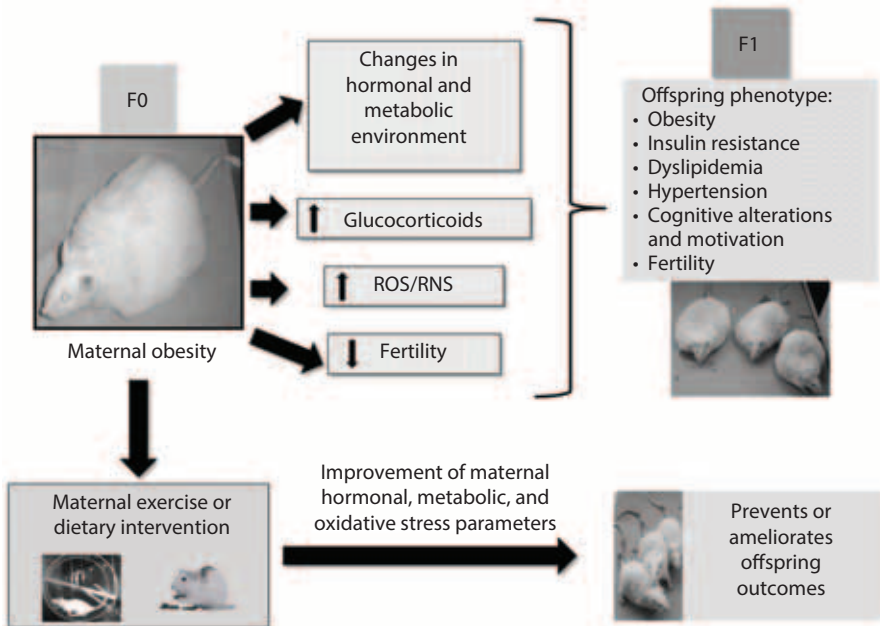 F0
Maternal obesity
Changes in
hormonal and
metabolic
environment
Glucocorticoids
ROS/RNS
Fertility
F1
Offspring phenotype:
• Obesity
• Insulin resistance
• Dyslipidemia
• Hypertension
• Cognitive alterations
and motivation
• Fertility
Maternal exercise or
dietary intervention
Improvement of maternal
hormonal, metabolic, and
oxidative stress parameters
Prevents or
ameliorates
offspring
outcomes